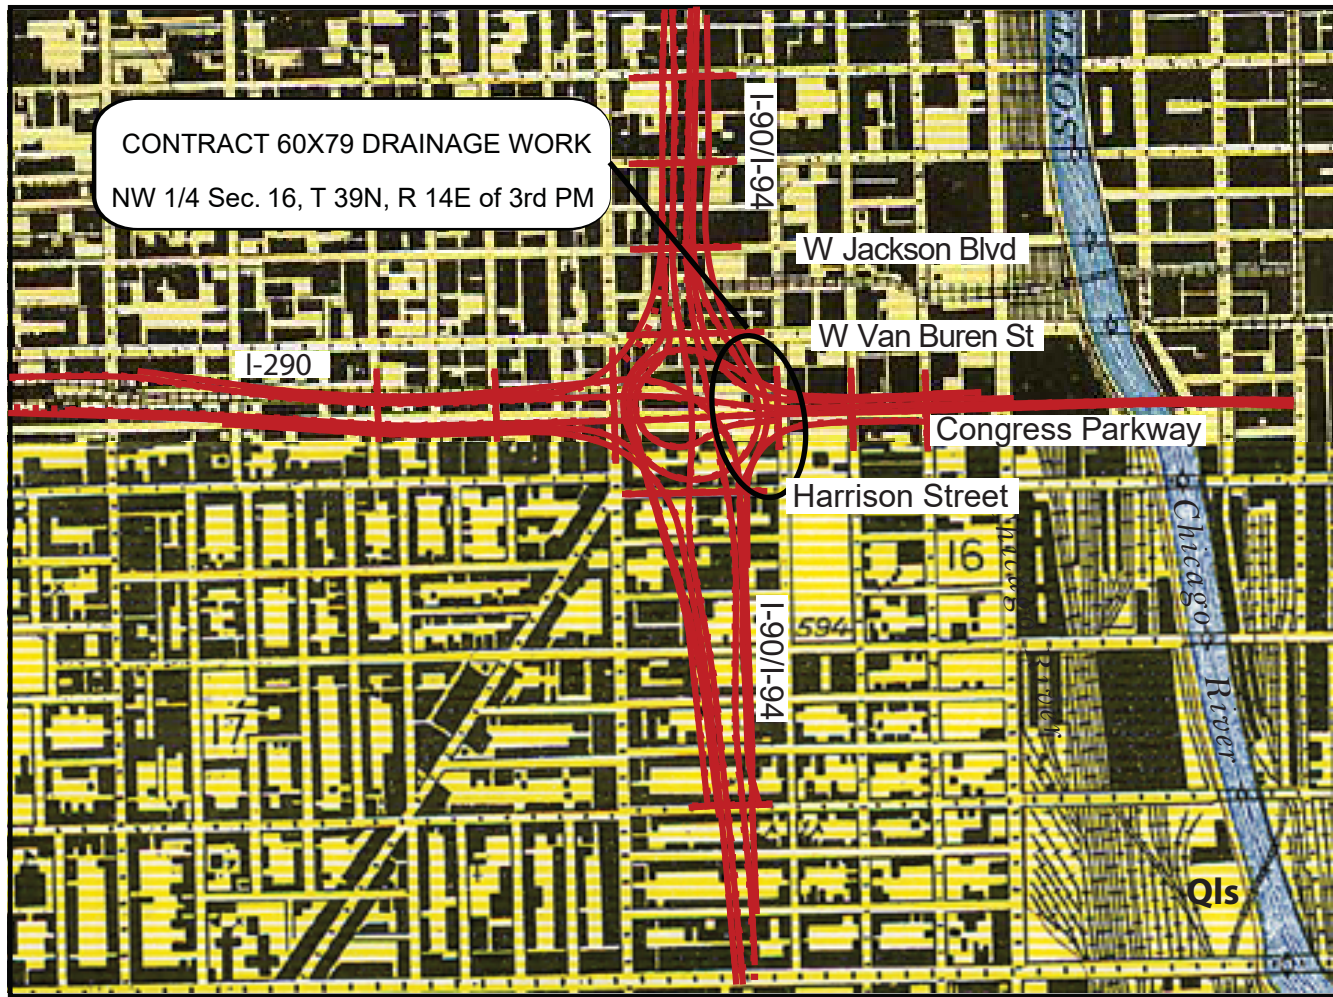 CONTRACT 60X79 DRAINAGE WORK
NW 1/4 Sec. 16, T 39N, R 14E of 3rd PM
I-90/I-94
W Jackson Blvd
W Van Buren St
I-290
Congress Parkway
Harrison Street
16
Chicago
River
594
I-90/I-94
River
17
Qls